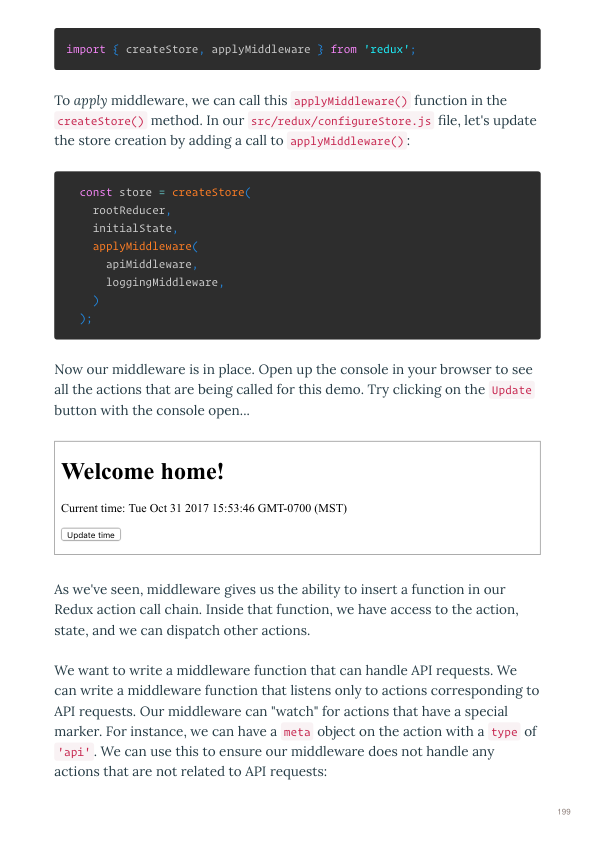 import { createStore, applyMiddleware } from 'redux';
To apply middleware, we can call this applyMiddleware() function in the
createStore() method. In our src/redux/configureStore.js file, let's update
the store creation by adding a call to applyMiddleware():
const store = createStore(
  rootReducer,
  initialState,
  applyMiddleware(
    apiMiddleware,
    loggingMiddleware,
  )
);
Now our middleware is in place. Open up the console in your browser to see
all the actions that are being called for this demo. Try clicking on the Update
button with the console open...
Welcome home!
Current time: Tue Oct 31 2017 15:53:46 GMT-0700 (MST)
Update time
As we've seen, middleware gives us the ability to insert a function in our
Redux action call chain. Inside that function, we have access to the action,
state, and we can dispatch other actions.
We want to write a middleware function that can handle API requests. We
can write a middleware function that listens only to actions corresponding to
API requests. Our middleware can "watch" for actions that have a special
marker. For instance, we can have a meta object on the action with a type of
'api'. We can use this to ensure our middleware does not handle any
actions that are not related to API requests:
199